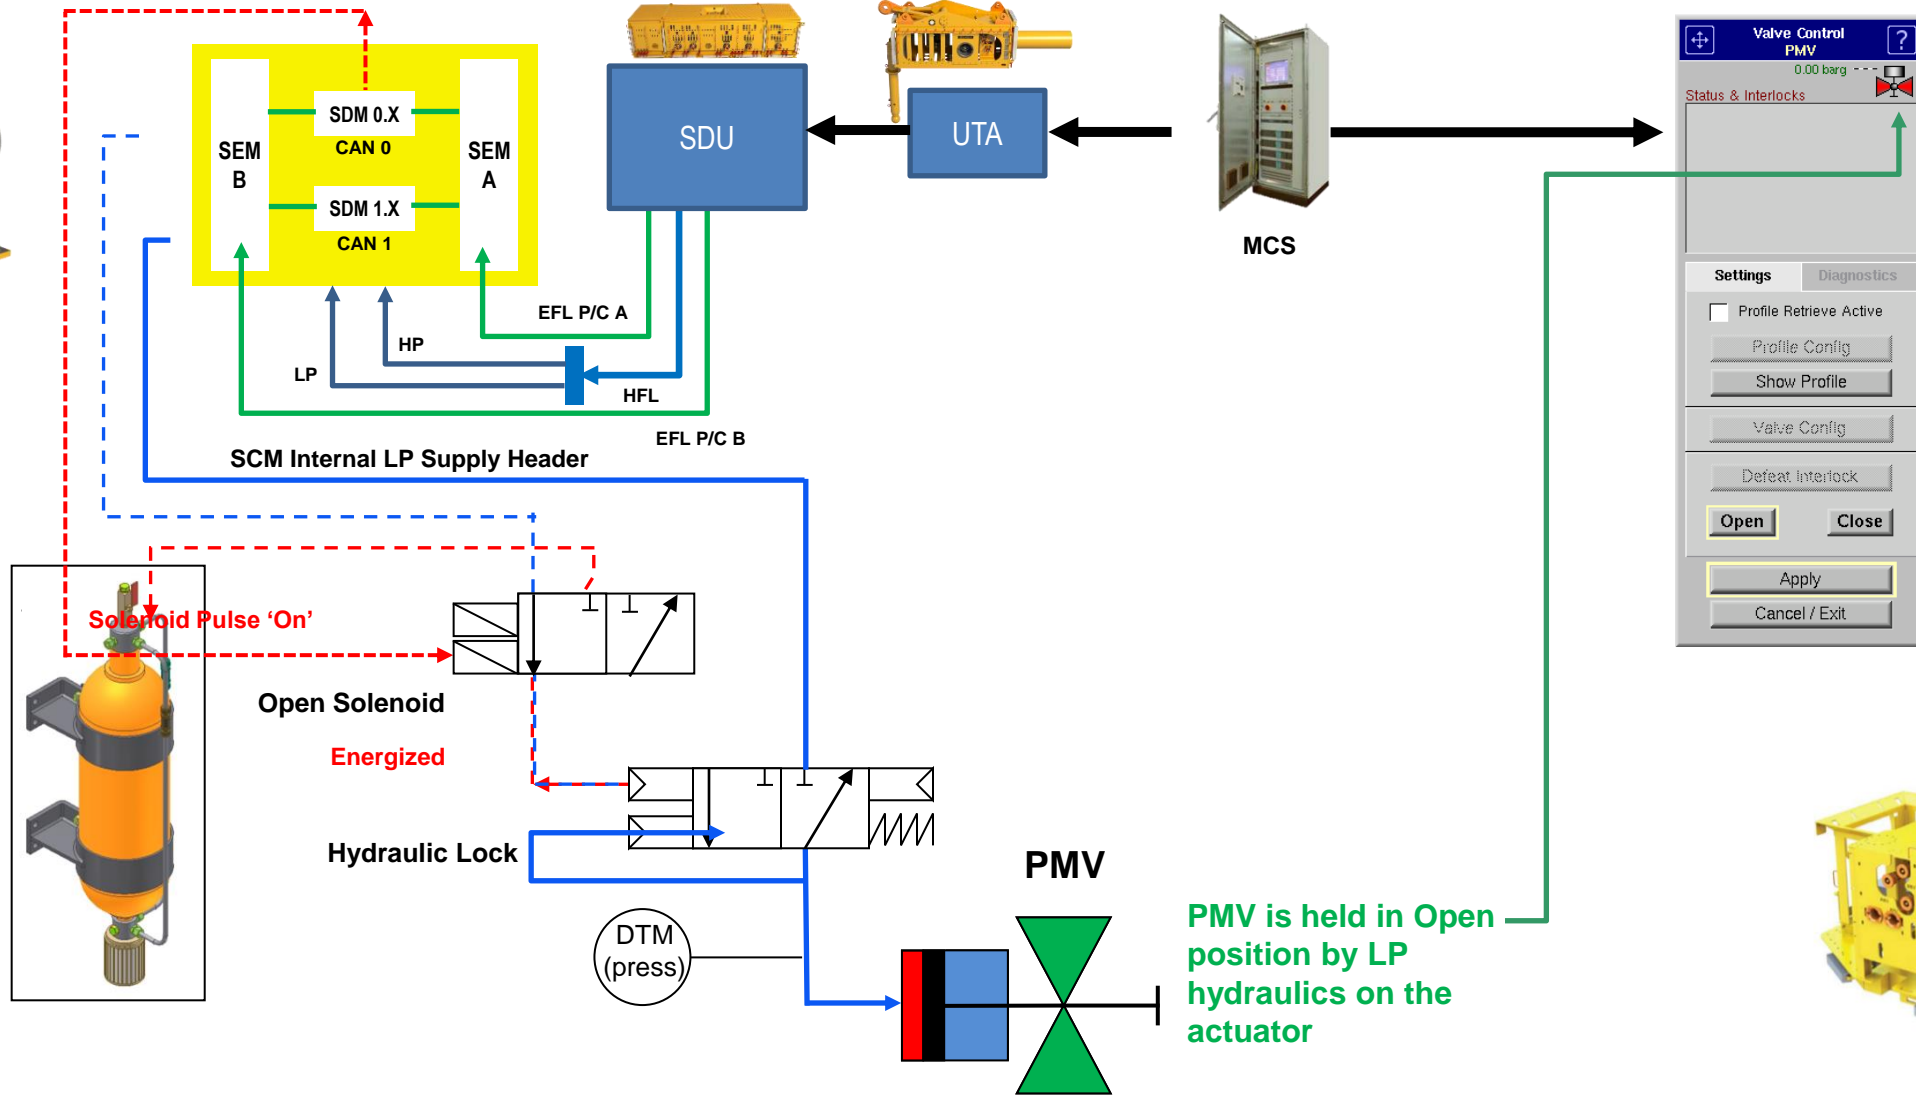 SEM
B
SDM 0.X
CAN 0
SDM 1.X
CAN 1
SEM
A
SDU
UTA
MCS
EFL P/C A
HP
LP
HFL
EFL P/C B
SCM Internal LP Supply Header
Solenoid Pulse ‘On’
Open Solenoid
Energized
Hydraulic Lock
DTM
(press)
PMV
PMV is held in Open
position by LP
hydraulics on the
actuator
Valve Control
PMV
?
0.00 barg
Status & Interlocks
Settings
Diagnostics
Profile Retrieve Active
Profile Config
Show Profile
Valve Config
Defeat Interlock
Open
Close
Apply
Cancel / Exit